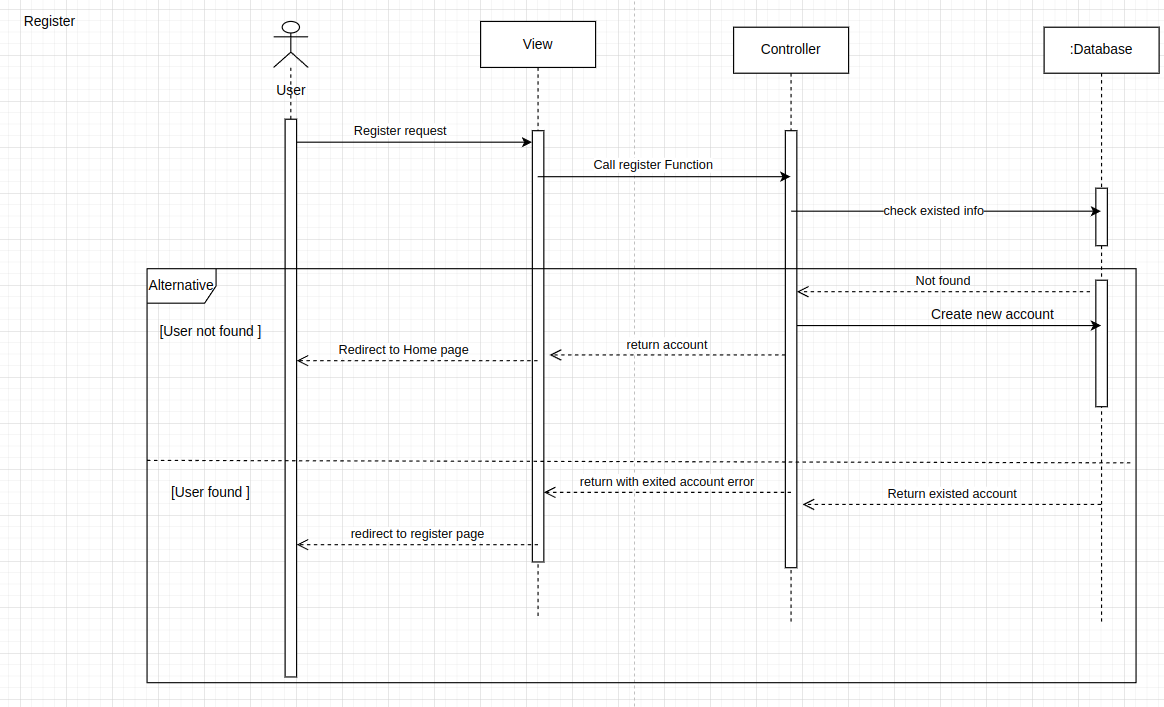 Register
User
View
Controller
:Database
Register request
Call register Function
check existed info
Alternative
Not found
Create new account
[User not found ]
return account
Redirect to Home page
return with exited account error
Return existed account
[User found ]
redirect to register page